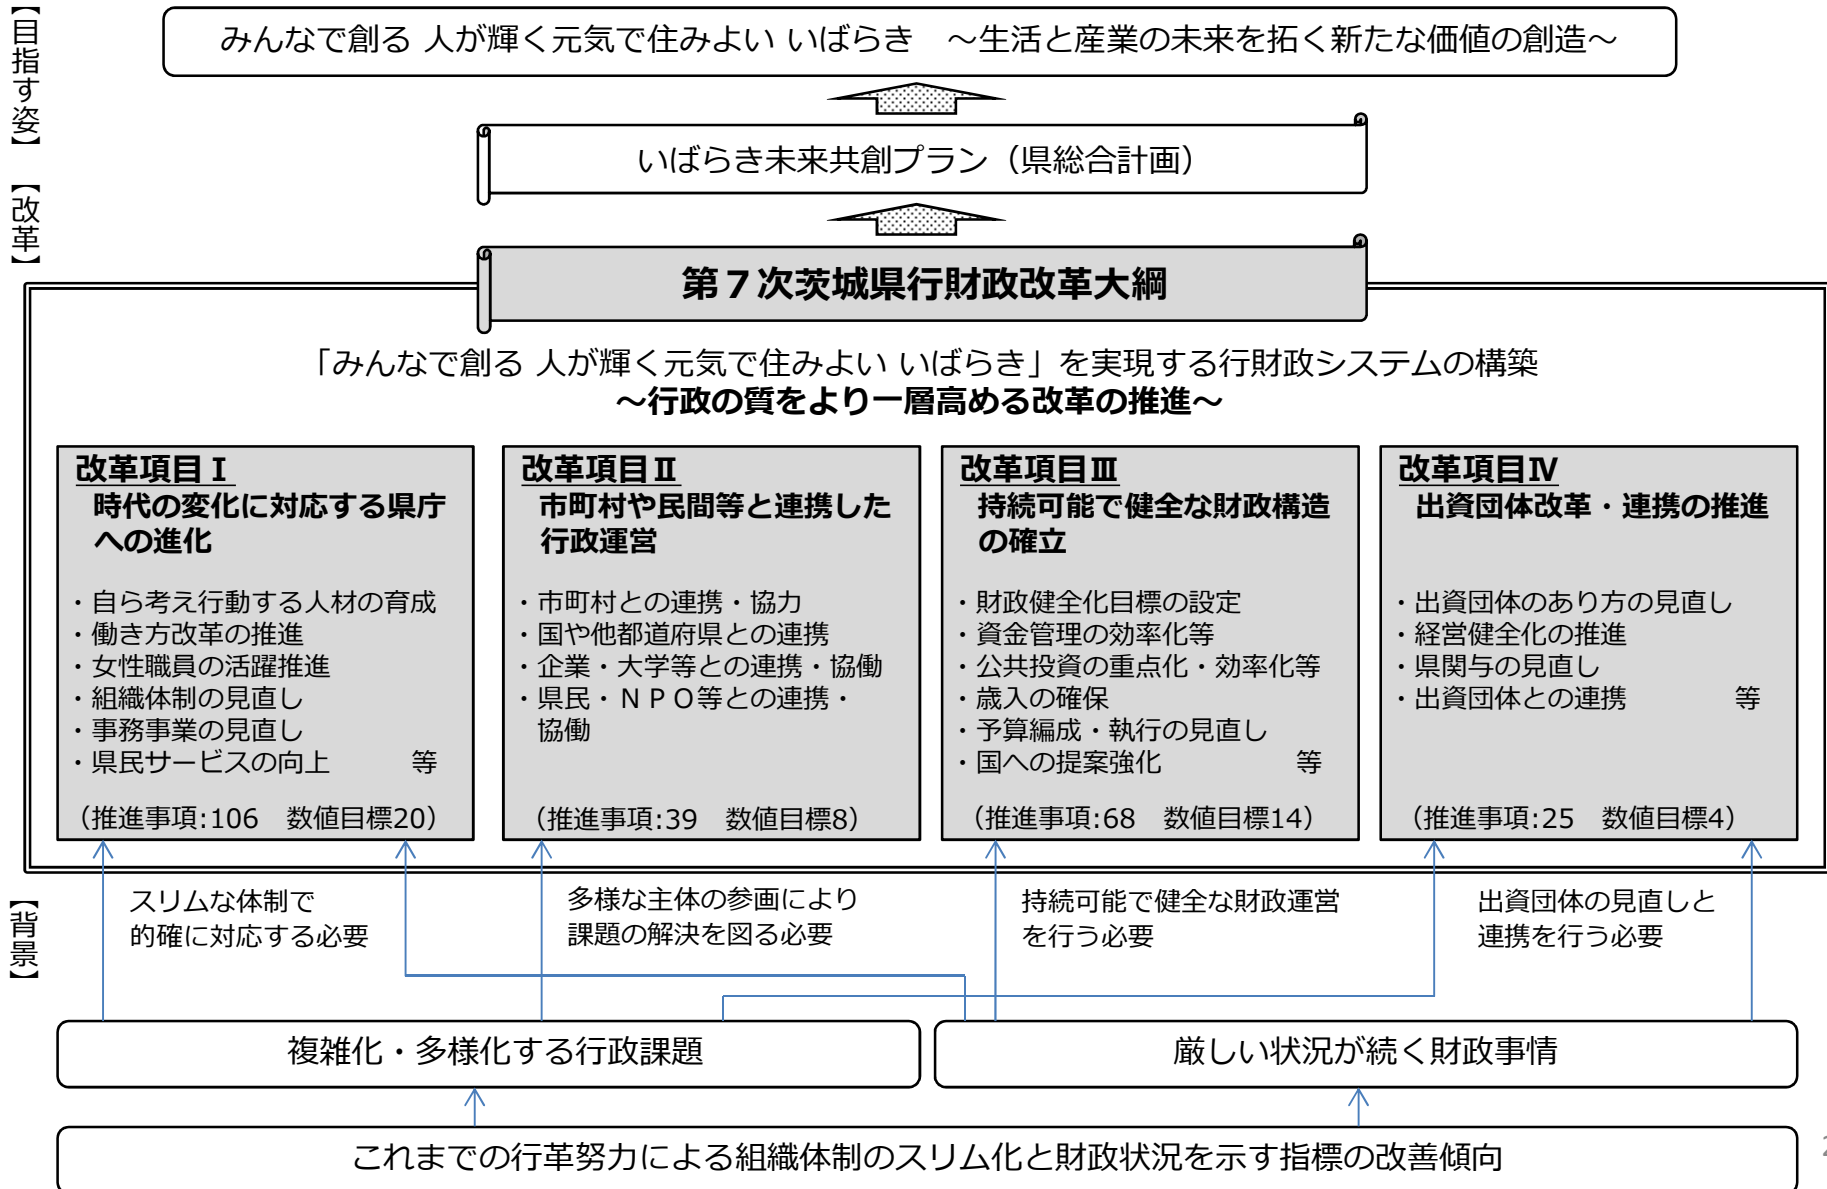 【目指す姿】
みんなで創る 人が輝く元気で住みよい いばらき　～生活と産業の未来を拓く新たな価値の創造～
いばらき未来共創プラン（県総合計画）
【改革】
第７次茨城県行財政改革大綱
「みんなで創る 人が輝く元気で住みよい いばらき」を実現する行財政システムの構築
～行政の質をより一層高める改革の推進～
改革項目Ⅰ
時代の変化に対応する県庁
への進化
・自ら考え行動する人材の育成
・働き方改革の推進
・女性職員の活躍推進
・組織体制の見直し
・事務事業の見直し
・県民サービスの向上　　　等
（推進事項:106　数値目標20）
改革項目Ⅱ
市町村や民間等と連携した
行政運営
・市町村との連携・協力
・国や他都道府県との連携
・企業・大学等との連携・協働
・県民・ＮＰＯ等との連携・
協働
（推進事項:39　数値目標8）
改革項目Ⅲ
持続可能で健全な財政構造
の確立
・財政健全化目標の設定
・資金管理の効率化等
・公共投資の重点化・効率化等
・歳入の確保
・予算編成・執行の見直し
・国への提案強化　　　　　等
（推進事項:68　数値目標14）
改革項目Ⅳ
出資団体改革・連携の推進
・出資団体のあり方の見直し
・経営健全化の推進
・県関与の見直し
・出資団体との連携　　　　等
（推進事項:25　数値目標4）
【背景】
スリムな体制で
的確に対応する必要
多様な主体の参画により
課題の解決を図る必要
持続可能で健全な財政運営
を行う必要
出資団体の見直しと
連携を行う必要
複雑化・多様化する行政課題
厳しい状況が続く財政事情
これまでの行革努力による組織体制のスリム化と財政状況を示す指標の改善傾向